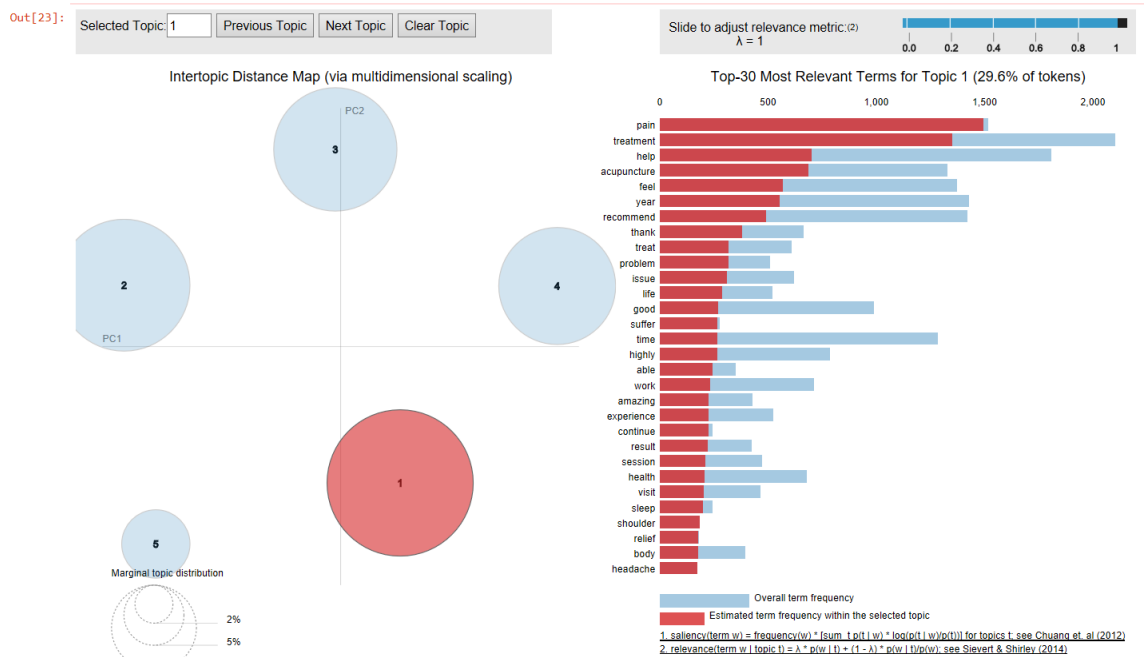 Out[23]:
Selected Topic: 1 Previous Topic Next Topic Clear Topic
Slide to adjust relevance metric:(2)
λ = 1
0.0 0.2 0.4 0.6 0.8 1
Intertopic Distance Map (via multidimensional scaling)
PC2
3
2
4
PC1
1
5
Marginal topic distribution
2%
5%
Top-30 Most Relevant Terms for Topic 1 (29.6% of tokens)
0 500 1,000 1,500 2,000
pain
treatment
help
acupuncture
feel
year
recommend
thank
treat
problem
issue
life
good
suffer
time
highly
able
work
amazing
experience
continue
result
session
health
visit
sleep
shoulder
relief
body
headache
Overall term frequency
Estimated term frequency within the selected topic
1. saliency(term w) = frequency(w) * [sum_t p(t | w) * log(p(t | w)/p(t))] for topics t; see Chuang et. al (2012)
2. relevance(term w | topic t) = λ * p(w | t) + (1 - λ) * p(w | t)/p(w); see Sievert & Shirley (2014)